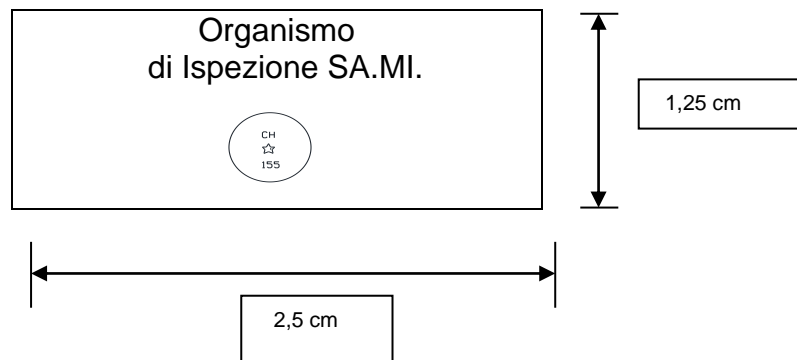 Organismo
di Ispezione SA.MI.
CH
155
1,25 cm
2,5 cm